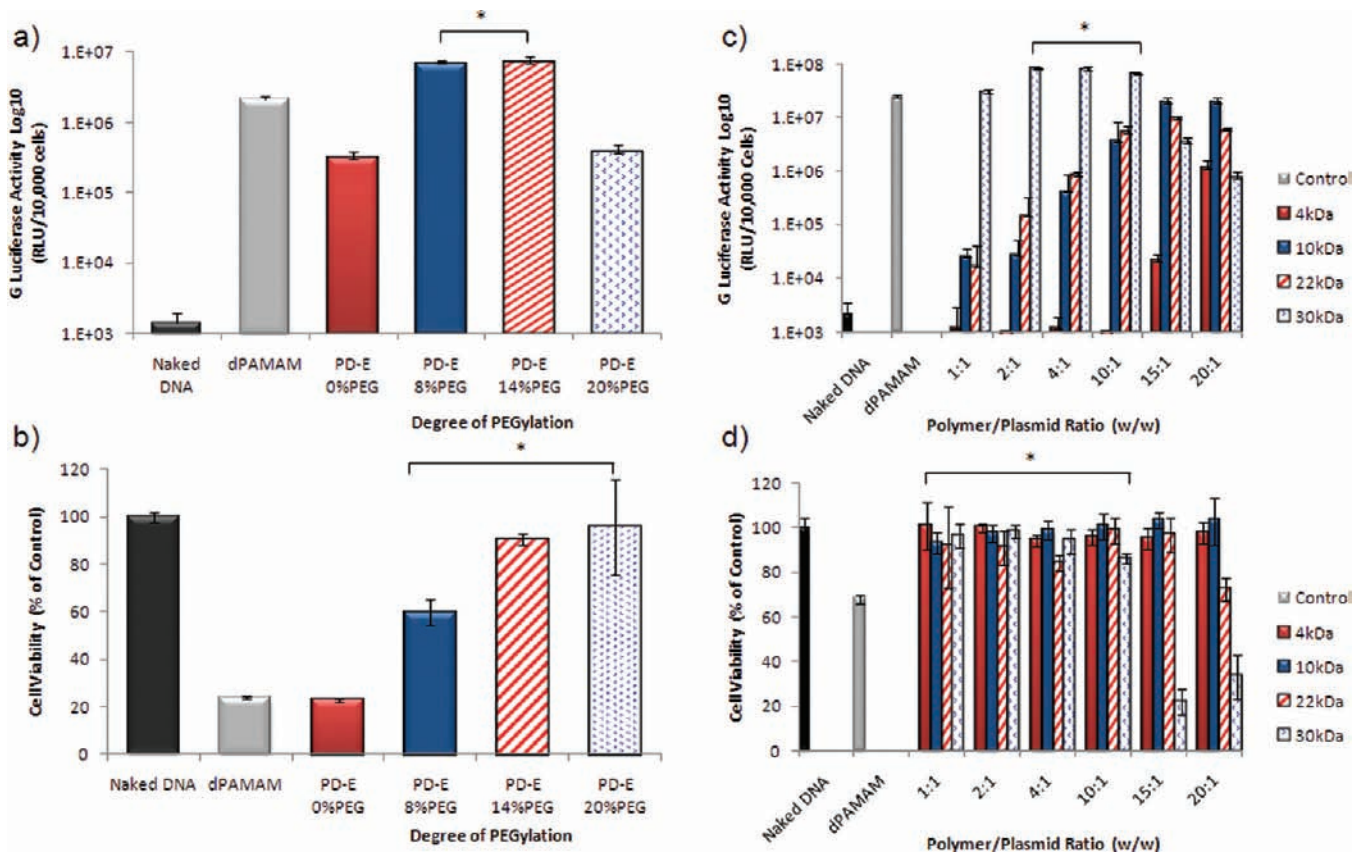 a)
*
1.E+07
1.E+06
1.E+05
1.E+04
1.E+03
G Luciferase Activity Log10
(RLU/10,000 cells)
Naked
DNA
dPAMAM
PD-E
0%PEG
PD-E
8%PEG
PD-E
14%PEG
PD-E
20%PEG
Degree of PEGylation
b)
*
120
100
80
60
40
20
0
Cell Viability (% of Control)
Naked DNA
dPAMAM
PD-E
0%PEG
PD-E
8%PEG
PD-E
14%PEG
PD-E
20%PEG
Degree of PEGylation
c)
*
1.E+08
1.E+07
1.E+06
1.E+05
1.E+04
1.E+03
G Luciferase Activity Log10
(RLU/10,000 Cells)
Naked DNA
dPAMAM
1:1
2:1
4:1
10:1
15:1
20:1
Polymer/Plasmid Ratio (w/w)
Control
4kDa
10kDa
22kDa
30kDa
d)
*
120
100
80
60
40
20
0
Cell Viability (% of Control)
Naked DNA
dPAMAM
1:1
2:1
4:1
10:1
15:1
20:1
Polymer/Plasmid Ratio (w/w)
Control
4kDa
10kDa
22kDa
30kDa